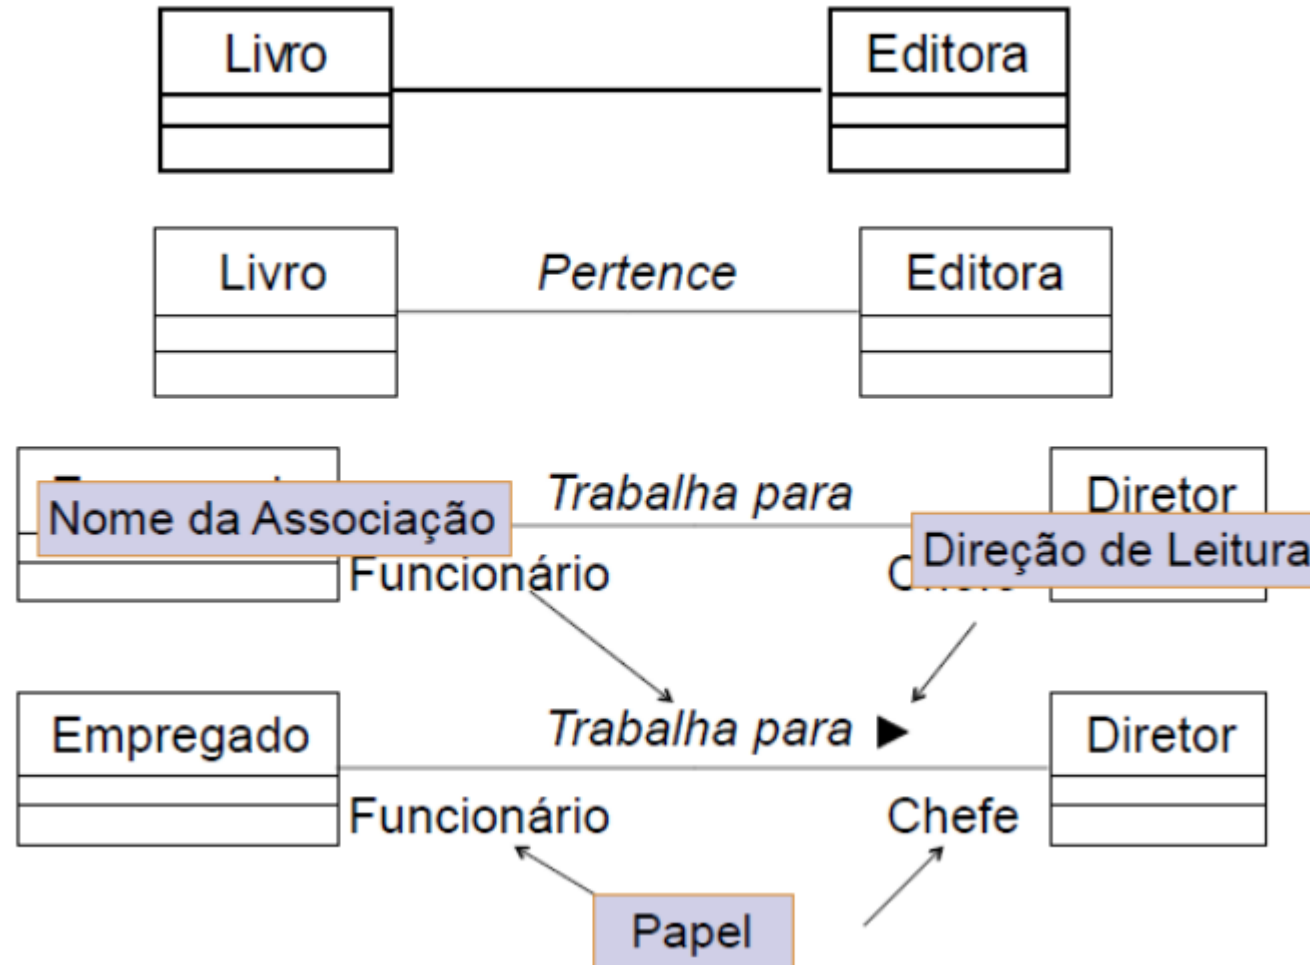 Livro
Editora
Livro
Pertence
Editora
Trabalha para
Diretor
Nome da Associação
Direção de Leitura
Funcionário
Empregado
Trabalha para
Diretor
Funcionário
Chefe
Papel